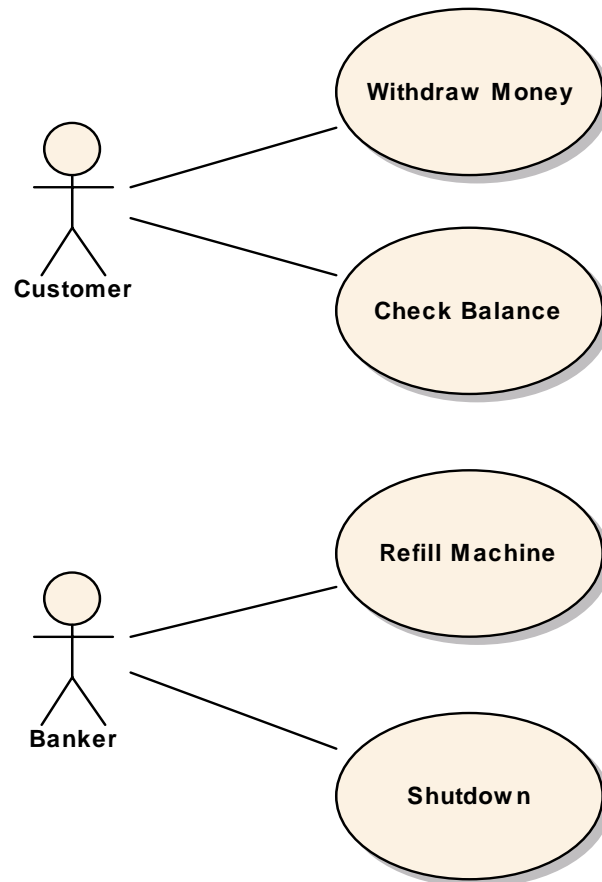 Withdraw Money
Customer
Check Balance
Refill Machine
Banker
Shutdown